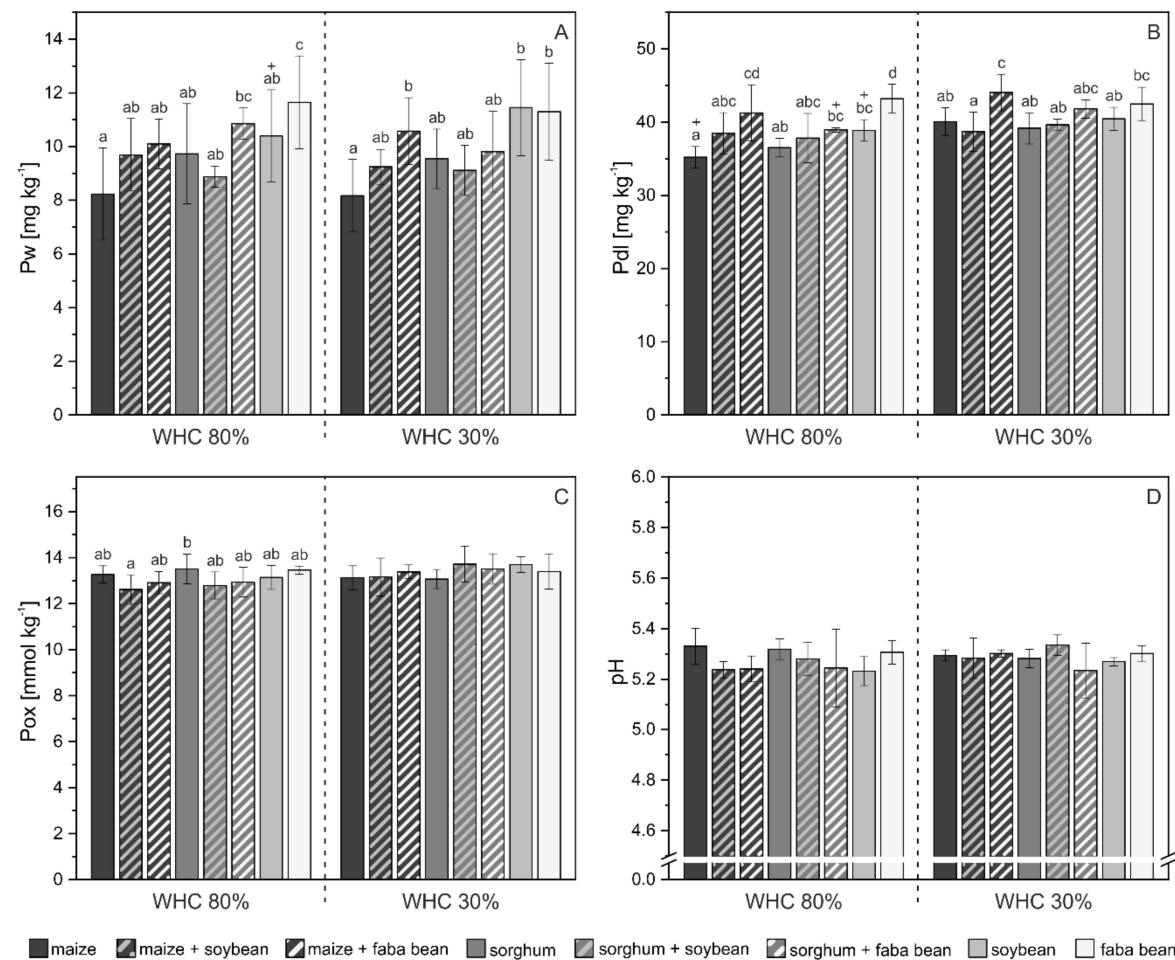 A
Pw [mg kg⁻¹]
14
12
10
8
6
4
2
0
a
ab
ab
ab
ab
bc
+
ab
c
a
ab
b
ab
ab
ab
b
b
WHC 80%
WHC 30%
B
Pdl [mg kg⁻¹]
50
40
30
20
10
0
+
a
abc
cd
ab
abc
+
bc
+
bc
d
ab
a
c
ab
ab
abc
ab
bc
WHC 80%
WHC 30%
C
Pox [mmol kg⁻¹]
16
14
12
10
8
6
4
2
0
ab
a
ab
b
ab
ab
ab
ab
WHC 80%
WHC 30%
D
pH
6.0
5.8
5.6
5.4
5.2
5.0
4.8
4.6
0.0
WHC 80%
WHC 30%
maize
maize + soybean
maize + faba bean
sorghum
sorghum + soybean
sorghum + faba bean
soybean
faba bean